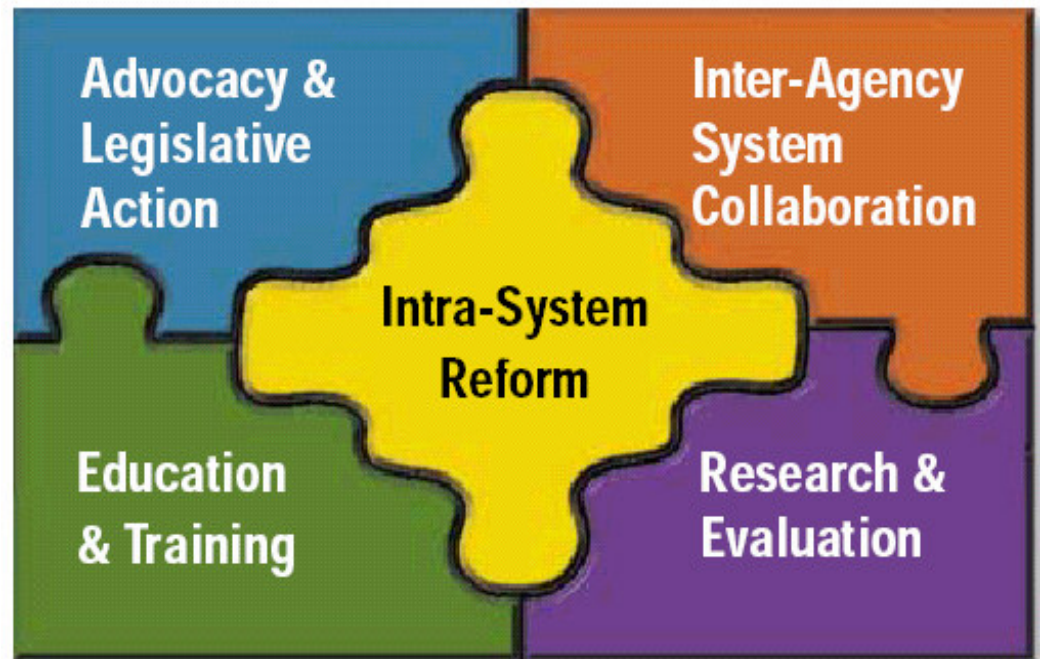 Advocacy &
Legislative
Action
Inter-Agency
System
Collaboration
Intra-System
Reform
Education
& Training
Research &
Evaluation